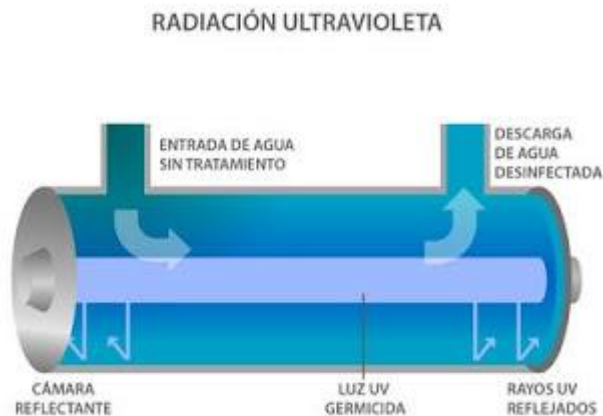 RADIACIÓN ULTRAVIOLETA
ENTRADA DE AGUA
SIN TRATAMIENTO
DESCARGA
DE AGUA
DESINFECTADA
CÁMARA
REFLECTANTE
LUZ UV
GERMICIDA
RAYOS UV
REFLEJADOS